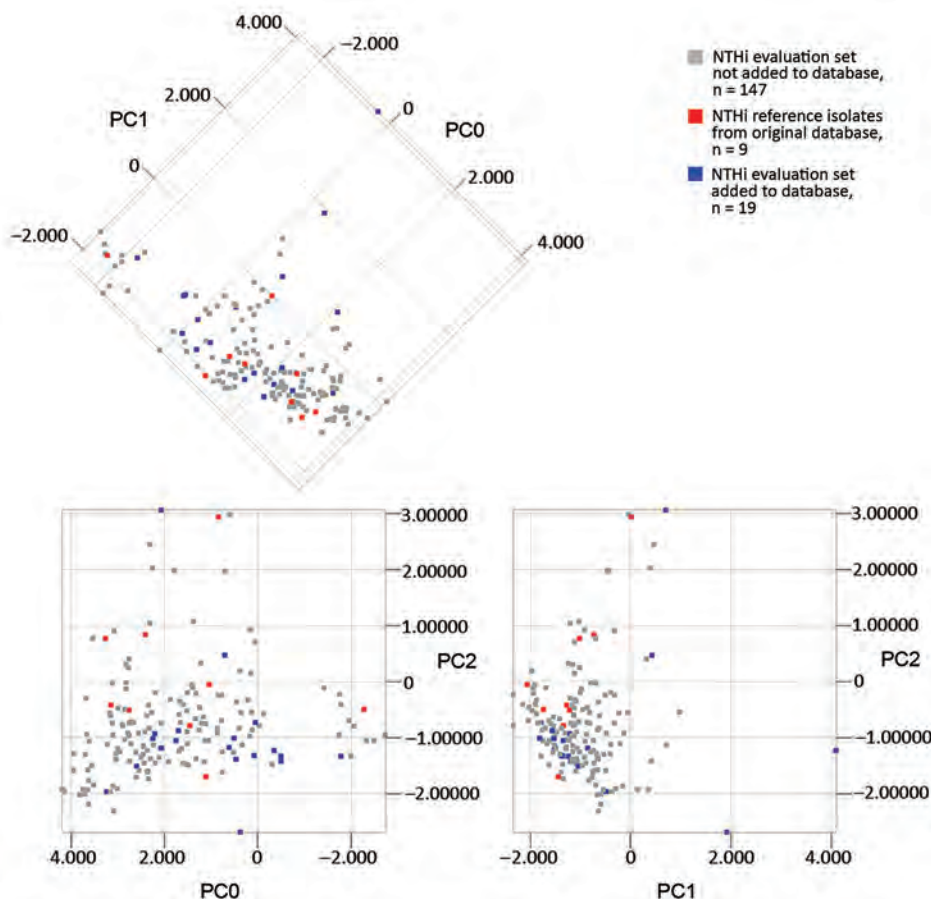 4.000
−2.000
2.000
0
PC1
PC0
0
2.000
−2.000
4.000
NTHi evaluation set
not added to database,
n = 147
NTHi reference isolates
from original database,
n = 9
NTHi evaluation set
added to database,
n = 19
3.00000
2.00000
1.00000
PC2
0
−1.00000
−2.00000
4.000 2.000 0 −2.000
PC0
3.00000
2.00000
1.00000
PC2
0
−1.00000
−2.00000
−2.000 0 2.000 4.000
PC1